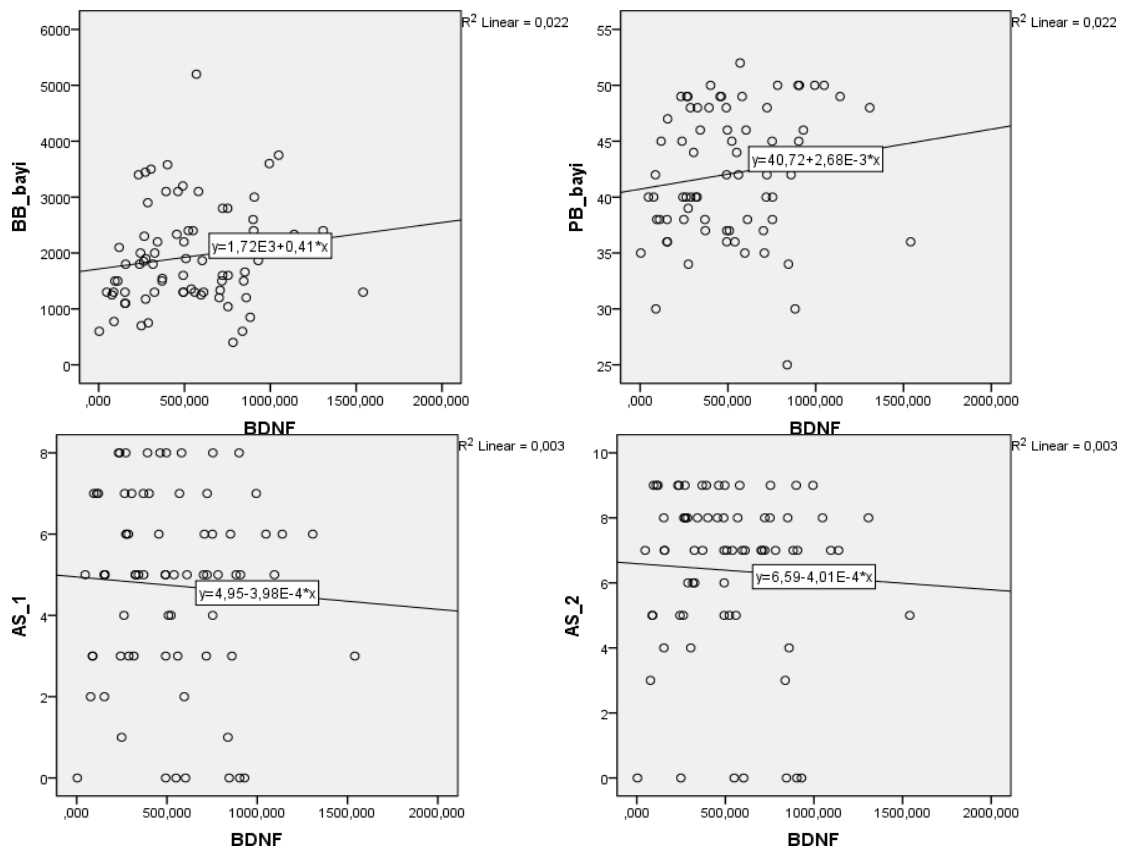 R² Linear = 0,022
6000
5000
4000
3000
2000
1000
0
BB_bayi
y=1,72E3+0,41*x
,000 500,000 1000,000 1500,000 2000,000
BDNF
R² Linear = 0,022
55
50
45
40
35
30
25
PB_bayi
y=40,72+2,68E-3*x
,000 500,000 1000,000 1500,000 2000,000
BDNF
R² Linear = 0,003
8
6
4
2
0
AS_1
y=4,95-3,98E-4*x
,000 500,000 1000,000 1500,000 2000,000
BDNF
R² Linear = 0,003
10
8
6
4
2
0
AS_2
y=6,59-4,01E-4*x
,000 500,000 1000,000 1500,000 2000,000
BDNF